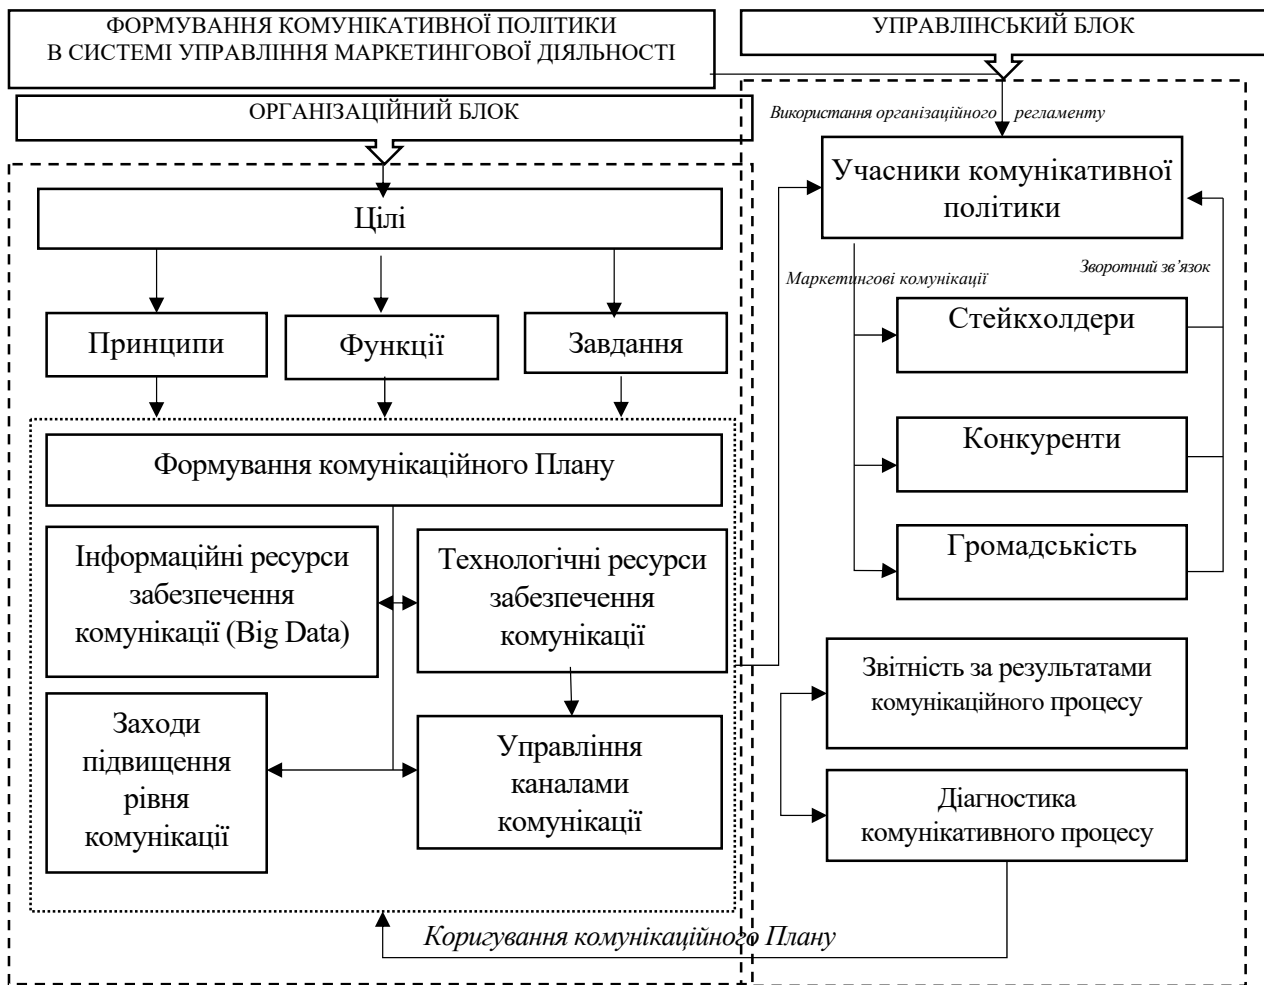 ФОРМУВАННЯ КОМУНІКАТИВНОЇ ПОЛІТИКИ
В СИСТЕМІ УПРАВЛІННЯ МАРКЕТИНГОВОЇ ДІЯЛЬНОСТІ
УПРАВЛІНСЬКИЙ БЛОК
ОРГАНІЗАЦІЙНИЙ БЛОК
Цілі
Принципи
Функції
Завдання
Формування комунікаційного Плану
Інформаційні ресурси
забезпечення
комунікації (Big Data)
Технологічні ресурси
забезпечення
комунікації
Заходи
підвищення
рівня
комунікації
Управління
каналами
комунікації
Використання організаційного регламенту
Учасники комунікативної
політики
Маркетингові комунікації
Зворотний зв’язок
Стейкхолдери
Конкуренти
Громадськість
Звітність за результатами
комунікаційного процесу
Діагностика
комунікативного процесу
Коригування комунікаційного Плану